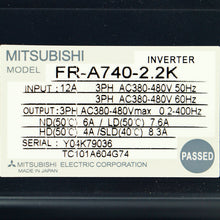 MITSUBISHI
INVERTER
MODEL FR-A740-2.2K
INPUT: 12A 3PH AC380-480V 50Hz
3PH AC380-480V 60Hz
OUTPUT: 3PH AC380-480Vmax 0.2-400Hz
ND(50℃) 6A / LD(50℃) 7.6A
HD(50℃) 4A /SLD(40℃) 8.3A
SERIAL: Y04K79036
TC101A604G74
PASSED
MITSUBISHI ELECTRIC CORPORATION
MADE IN JAPAN